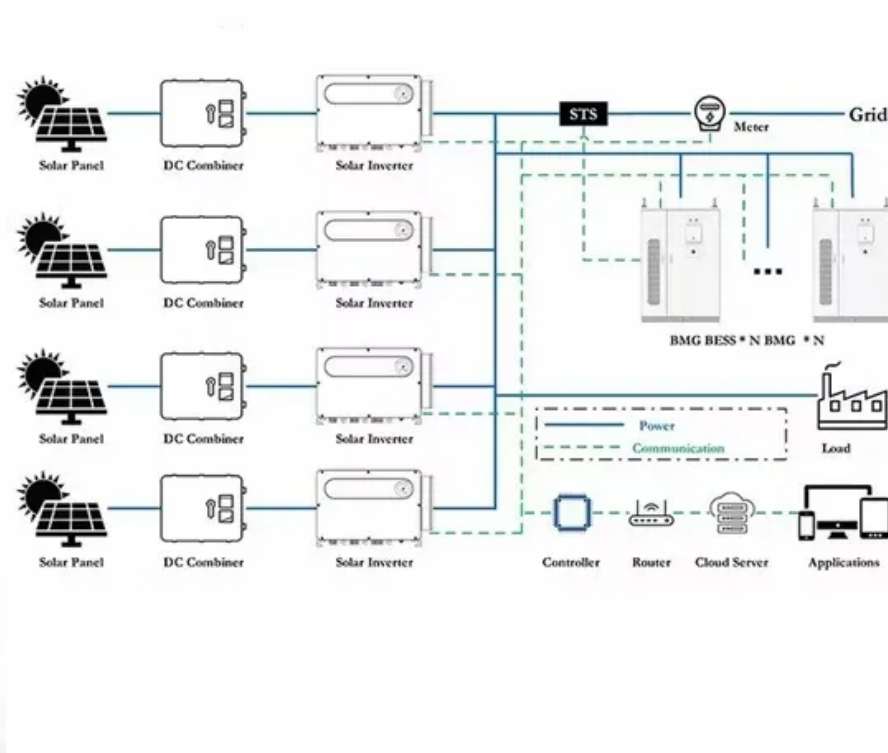 STS
Grid
Meter
Solar Panel
DC Combiner
Solar Inverter
Solar Panel
DC Combiner
Solar Inverter
BMG BESS * N BMG * N
Solar Panel
DC Combiner
Solar Inverter
Power
Communication
Load
Solar Panel
DC Combiner
Solar Inverter
Controller
Router
Cloud Server
Applications